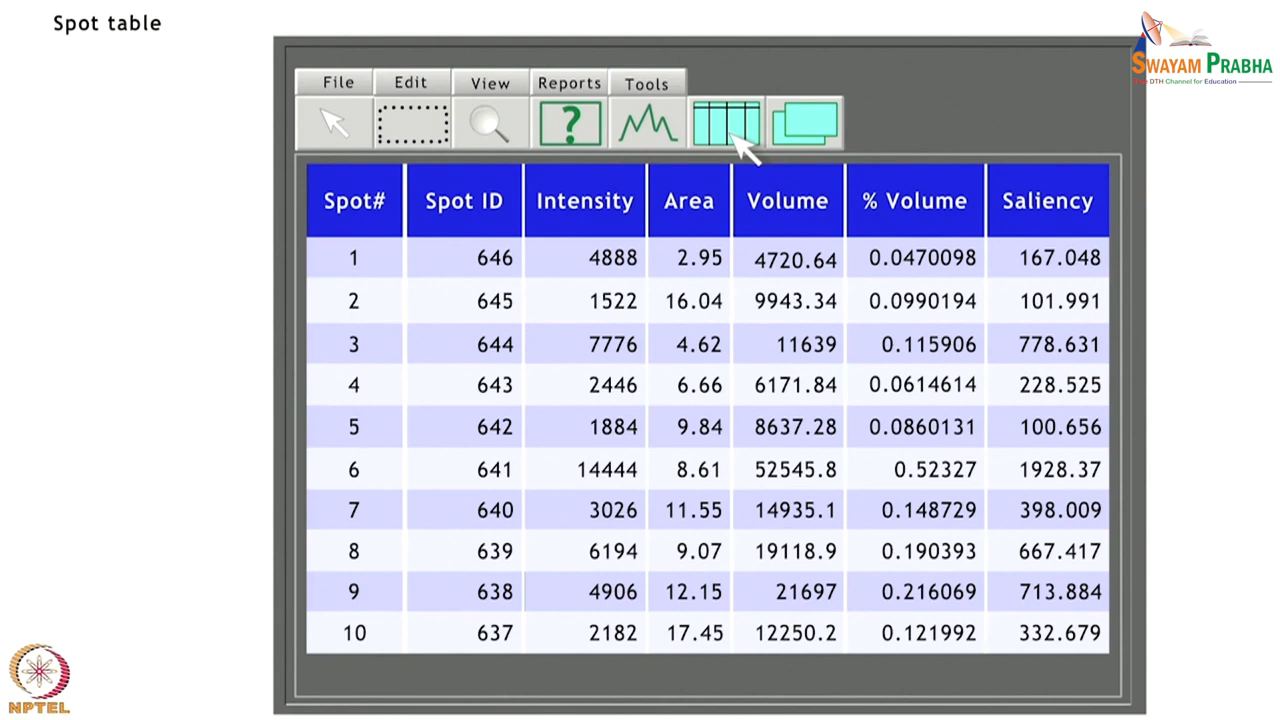 Spot table
SWAYAM PRABHA
Free DTH Channel for Education
File Edit View Reports Tools
?
Spot# Spot ID Intensity Area Volume % Volume Saliency
1 646 4888 2.95 4720.64 0.0470098 167.048
2 645 1522 16.04 9943.34 0.0990194 101.991
3 644 7776 4.62 11639 0.115906 778.631
4 643 2446 6.66 6171.84 0.0614614 228.525
5 642 1884 9.84 8637.28 0.0860131 100.656
6 641 14444 8.61 52545.8 0.52327 1928.37
7 640 3026 11.55 14935.1 0.148729 398.009
8 639 6194 9.07 19118.9 0.190393 667.417
9 638 4906 12.15 21697 0.216069 713.884
10 637 2182 17.45 12250.2 0.121992 332.679
NPTEL